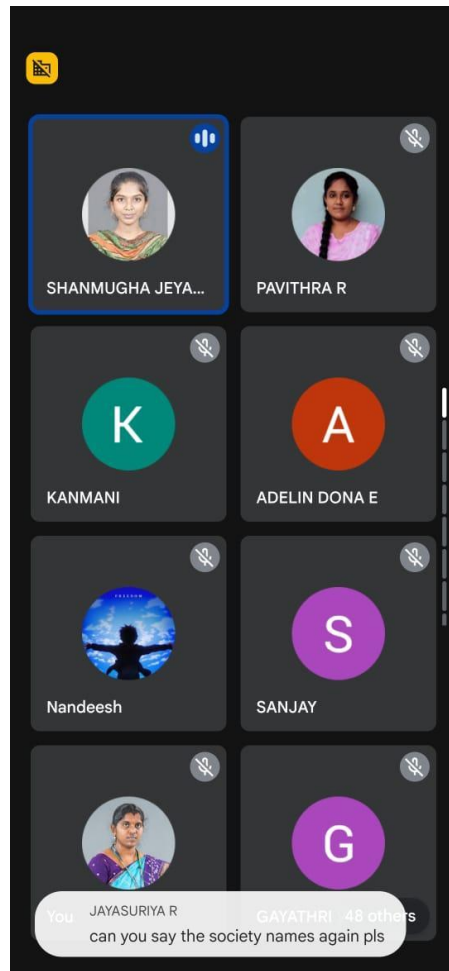 SHANMUGHA JEYA...
PAVITHRA R
K
A
KANMANI
ADELIN DONA E
FREEDOM
S
Nandeesh
SANJAY
G
You
GAYATHRI
48 others
JAYASURIYA R
can you say the society names again pls